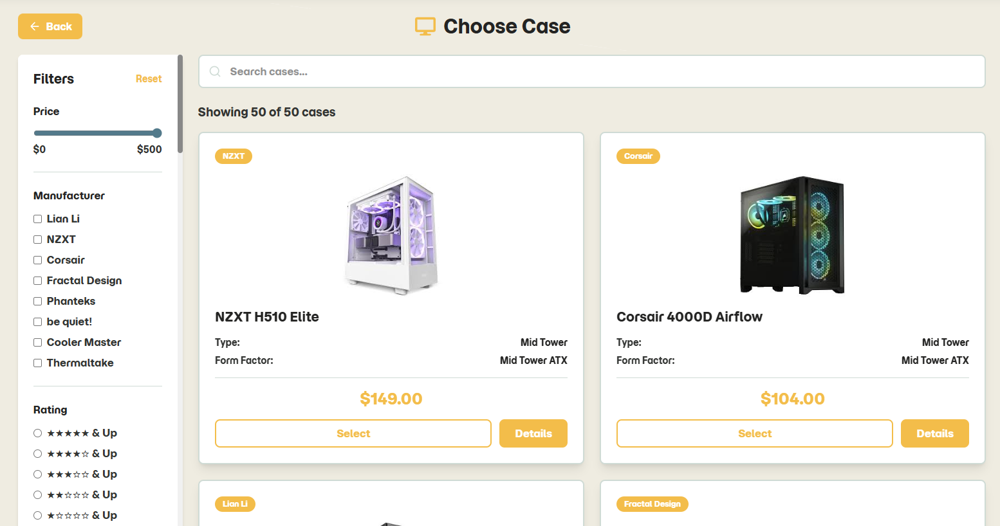 Back
Choose Case
Filters
Reset
Price
$0
$500
Manufacturer
Lian Li
NZXT
Corsair
Fractal Design
Phanteks
be quiet!
Cooler Master
Thermaltake
Rating
★★★★★ & Up
★★★★☆ & Up
★★★☆☆ & Up
★★☆☆☆ & Up
★☆☆☆☆ & Up
Search cases...
Showing 50 of 50 cases
NZXT
NZXT H510 Elite
Type: Mid Tower
Form Factor: Mid Tower ATX
$149.00
Select
Details
Corsair
Corsair 4000D Airflow
Type: Mid Tower
Form Factor: Mid Tower ATX
$104.00
Select
Details
Lian Li
Fractal Design